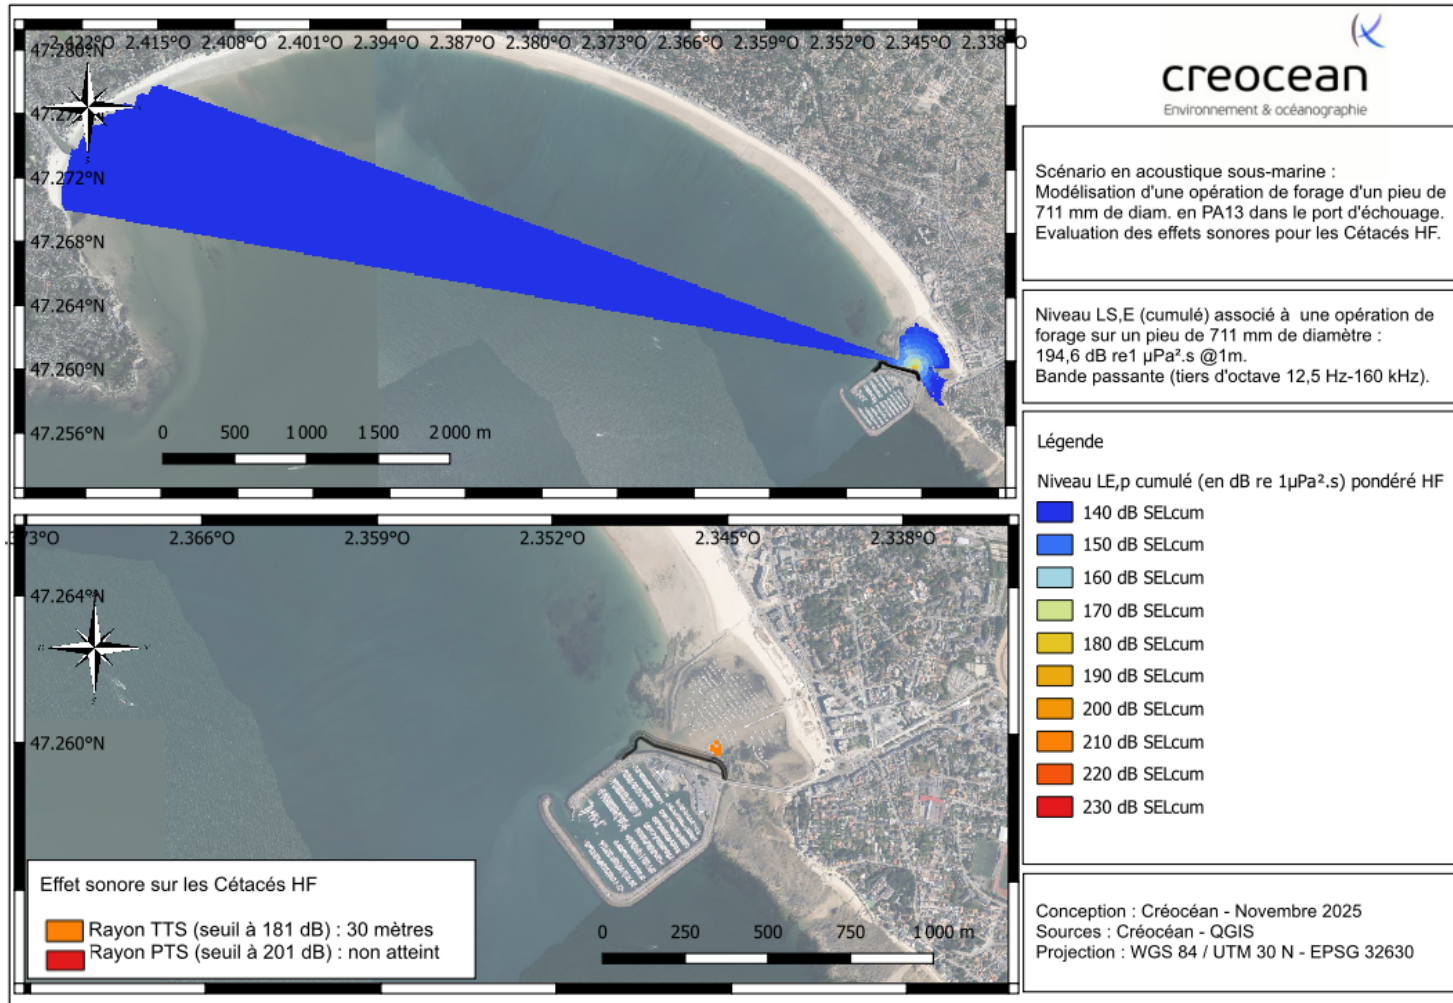 2.422°O 2.415°O 2.408°O 2.401°O 2.394°O 2.387°O 2.380°O 2.373°O 2.366°O 2.359°O 2.352°O 2.345°O 2.338°O
47.280°N
47.272°N
47.268°N
47.264°N
47.260°N
47.256°N
0 500 1 000 1 500 2 000 m
2.366°O 2.359°O 2.352°O 2.345°O 2.338°O
47.264°N
47.260°N
Effet sonore sur les Cétacés HF
Rayon TTS (seuil à 181 dB) : 30 mètres
Rayon PTS (seuil à 201 dB) : non atteint
0 250 500 750 1 000 m
creocean
Environnement & océanographie
Scénario en acoustique sous-marine :
Modélisation d'une opération de forage d'un pieu de
711 mm de diam. en PA13 dans le port d'échouage.
Evaluation des effets sonores pour les Cétacés HF.
Niveau LS,E (cumulé) associé à une opération de
forage sur un pieu de 711 mm de diamètre :
194,6 dB re1 µPa².s @1m.
Bande passante (tiers d'octave 12,5 Hz-160 kHz).
Légende
Niveau LE,p cumulé (en dB re 1µPa².s) pondéré HF
140 dB SELcum
150 dB SELcum
160 dB SELcum
170 dB SELcum
180 dB SELcum
190 dB SELcum
200 dB SELcum
210 dB SELcum
220 dB SELcum
230 dB SELcum
Conception : Créocéan - Novembre 2025
Sources : Créocéan - QGIS
Projection : WGS 84 / UTM 30 N - EPSG 32630